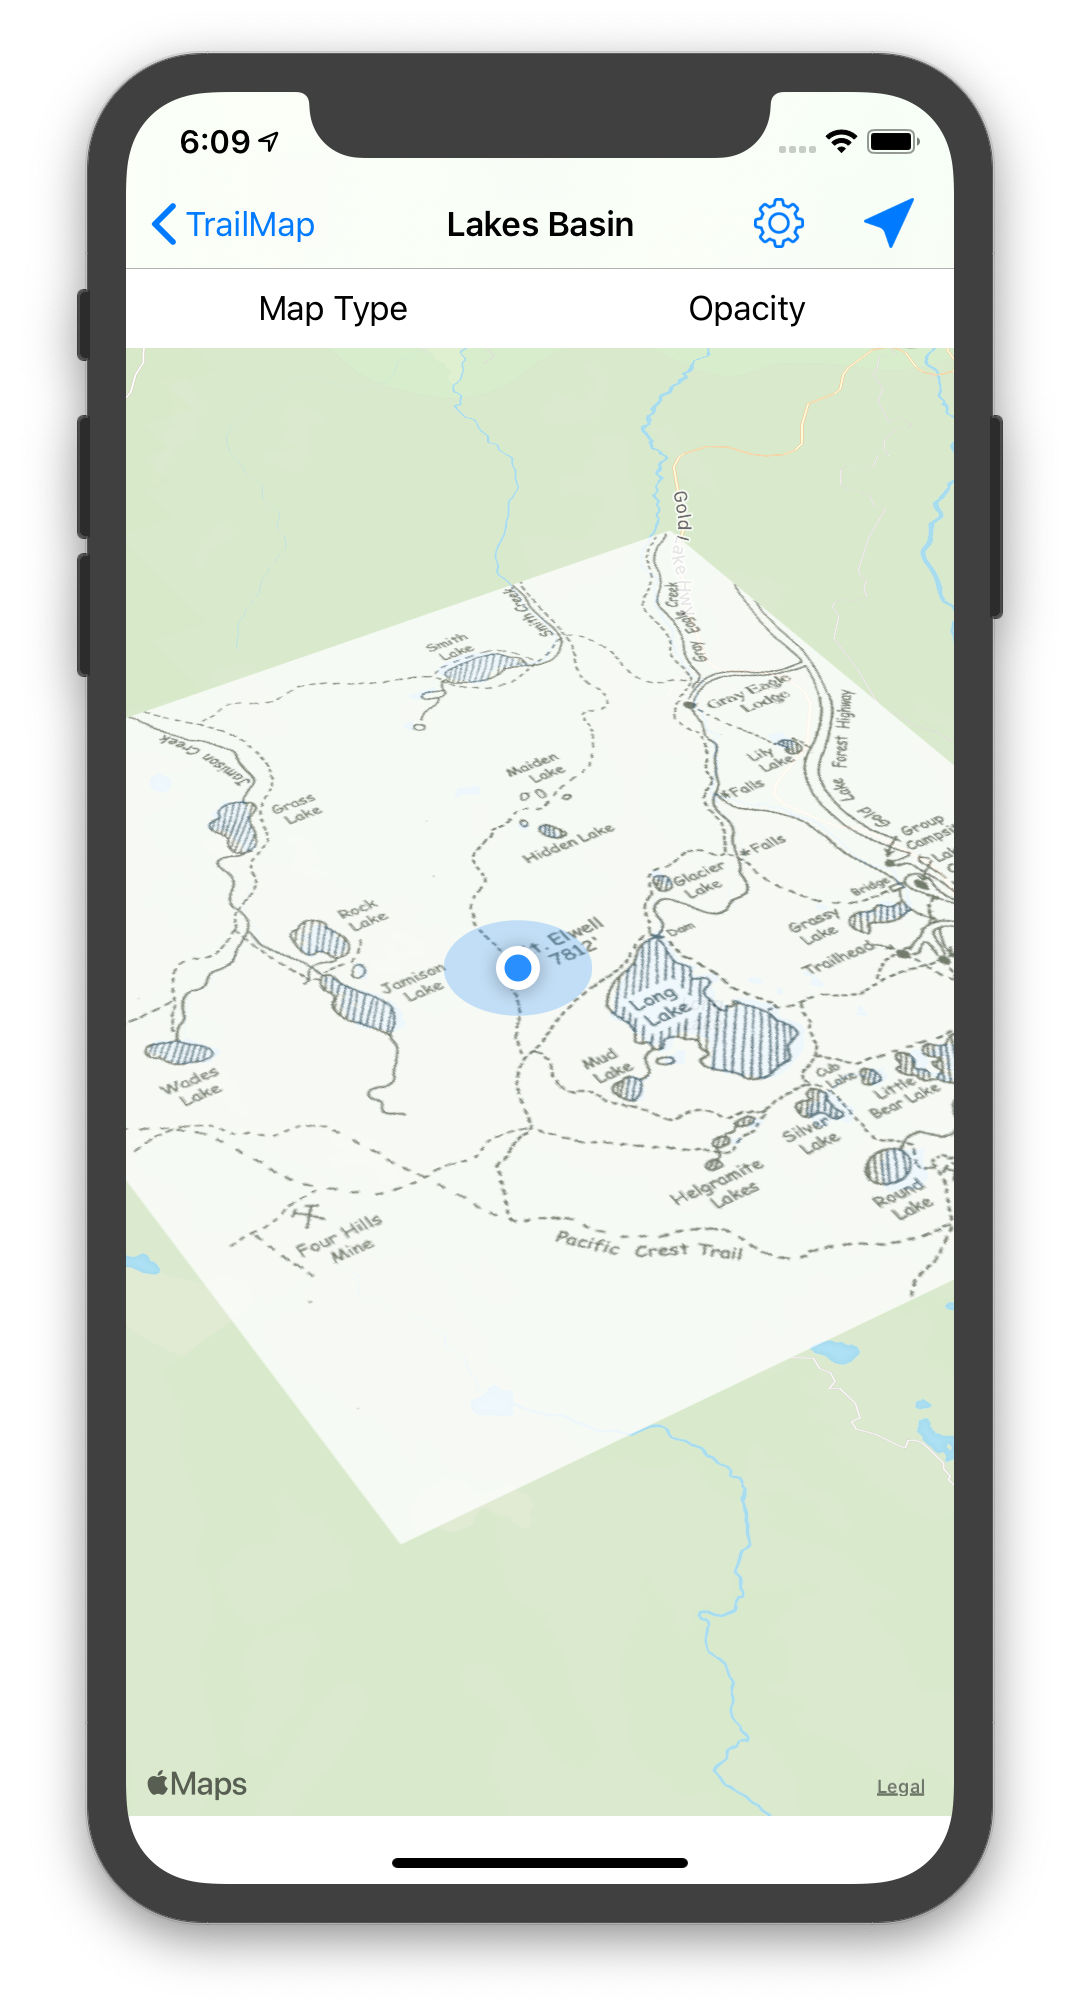 6:09
TrailMap
Lakes Basin
Map Type
Opacity
Gold Lake Hwy
Smith Creek
Smith
Lake
Gray Eagle Creek
Gray Eagle
Lodge
Gold Lake Forest Highway
Jamison Creek
Lily
Lake
Maiden
Lake
Grass
Lake
Falls
Hidden Lake
Group
Falls
Glacier
Lake
Bridge
Rock
Lake
Grassy
Lake
Dam
t. Elwell
7812'
Trailhead
Jamison
Lake
Long
Lake
Mud
Lake
Cub
Lake
Wades
Lake
Little
Bear Lake
Silver
Lake
Helgramite
Lakes
Round
Lake
Four Hills
Mine
Pacific Crest Trail
Maps
Legal